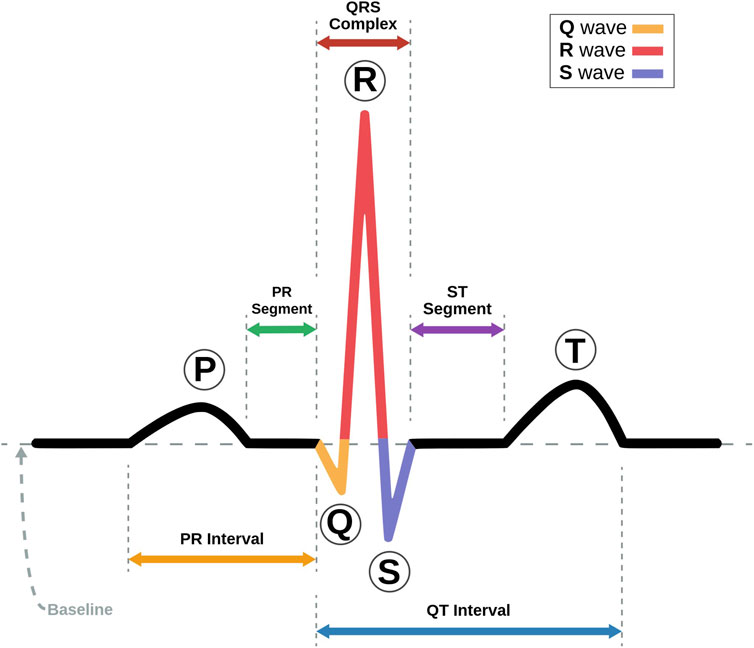 QRS
Complex
Q wave
R wave
S wave
R
PR
Segment
ST
Segment
P
T
Q
PR Interval
S
Baseline
QT Interval